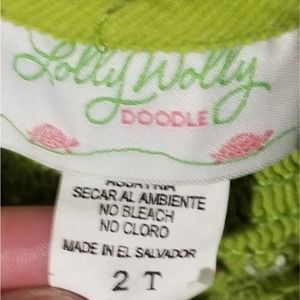 Lolly Wolly
DOODLE
SECAR AL AMBIENTE
NO BLEACH
NO CLORO
MADE IN EL SALVADOR
2 T